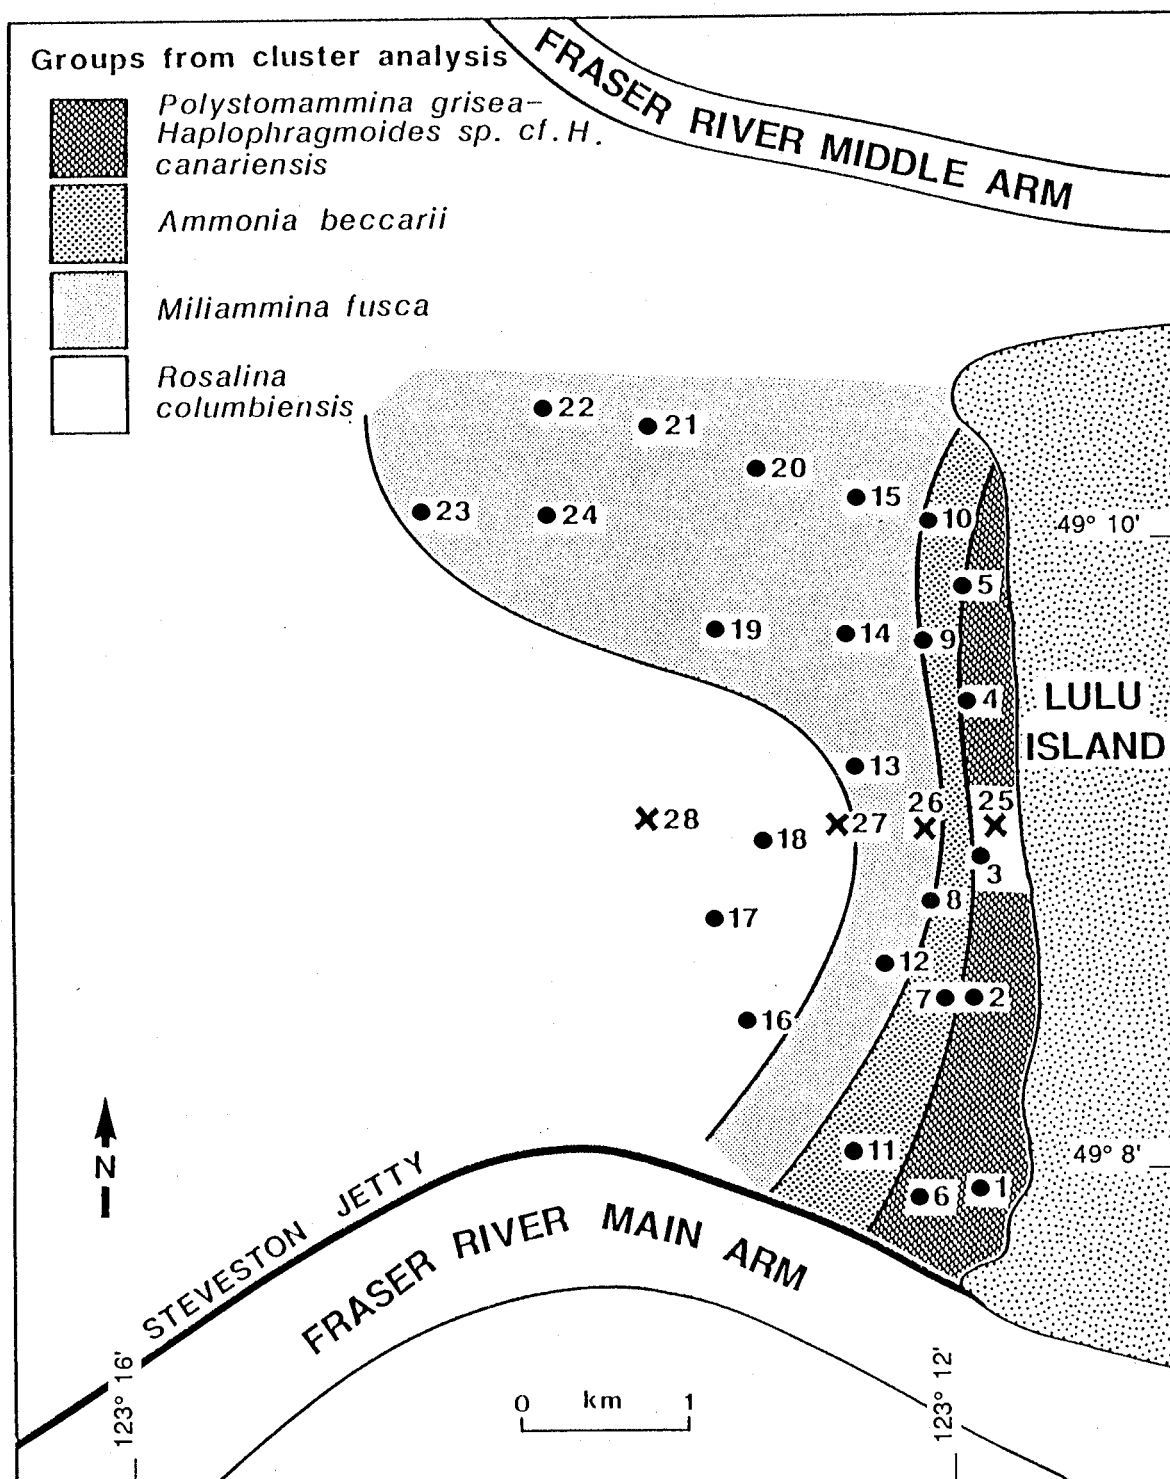 Groups from cluster analysis
Polystomammina grisea–
Haplophragmoides sp. cf. H.
canariensis
Ammonia beccarii
Miliammina fusca
Rosalina
columbiensis
FRASER RIVER MIDDLE ARM
22
21
20
15
23
24
10
49° 10'
5
19
14
9
4
LULU
ISLAND
13
28
18
27
26
25
3
8
17
12
7
2
16
N
11
49° 8'
6
1
STEVESTON JETTY
FRASER RIVER MAIN ARM
123° 16'
0 km 1
123° 12'